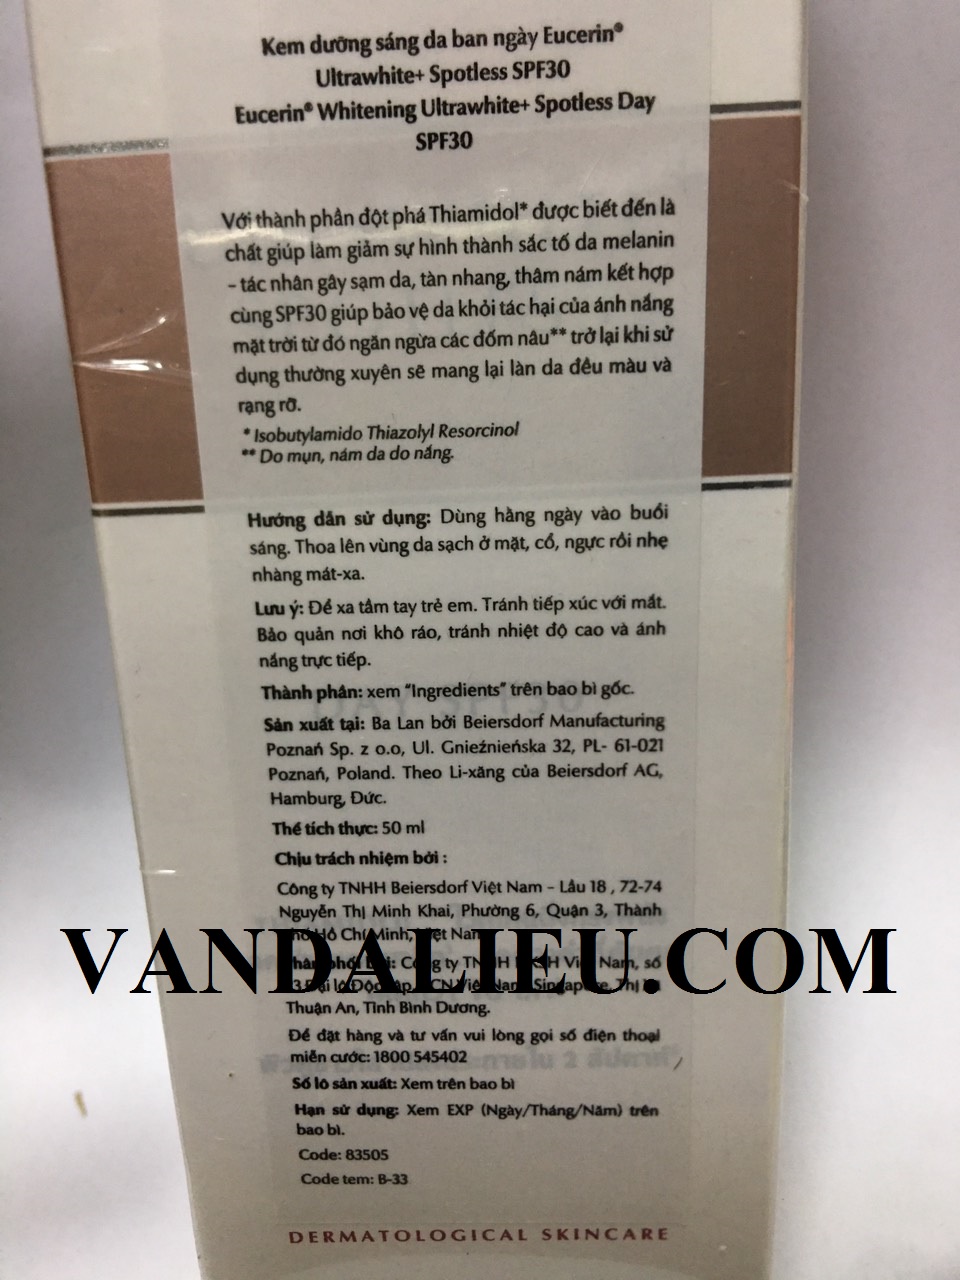 Kem dưỡng sáng da ban ngày Eucerin®
Ultrawhite+ Spotless SPF30
Eucerin® Whitening Ultrawhite+ Spotless Day
SPF30
Với thành phần đột phá Thiamidol* được biết đến là
chất giúp làm giảm sự hình thành sắc tố da melanin
– tác nhân gây sạm da, tàn nhang, thâm nám kết hợp
cùng SPF30 giúp bảo vệ da khỏi tác hại của ánh nắng
mặt trời từ đó ngăn ngừa các đốm nâu** trở lại khi sử
dụng thường xuyên sẽ mang lại làn da đều màu và
rạng rỡ.
* Isobutylamido Thiazolyl Resorcinol
** Do mụn, nám da do nắng.
Hướng dẫn sử dụng: Dùng hằng ngày vào buổi
sáng. Thoa lên vùng da sạch ở mặt, cổ, ngực rồi nhẹ
nhàng mát-xa.
Lưu ý: Để xa tầm tay trẻ em. Tránh tiếp xúc với mắt.
Bảo quản nơi khô ráo, tránh nhiệt độ cao và ánh
nắng trực tiếp.
Thành phần: xem "Ingredients" trên bao bì gốc.
Sản xuất tại: Ba Lan bởi Beiersdorf Manufacturing
Poznań Sp. z o.o, Ul. Gnieźnieńska 32, PL- 61-021
Poznań, Poland. Theo Li-xăng của Beiersdorf AG,
Hamburg, Đức.
Thể tích thực: 50 ml
Chịu trách nhiệm bởi :
Công ty TNHH Beiersdorf Việt Nam – Lầu 18 , 72-74
Nguyễn Thị Minh Khai, Phường 6, Quận 3, Thành
Hồ Chí Minh, Việt Nam
VANDALIEU.COM
Việt Nam, số
Singapore, Thị
Thuận An, Tỉnh Bình Dương.
Để đặt hàng và tư vấn vui lòng gọi số điện thoại
miễn cước: 1800 545402
Số lô sản xuất: Xem trên bao bì
Hạn sử dụng: Xem EXP (Ngày/Tháng/Năm) trên
bao bì.
Code: 83505
Code tem: B-33
DERMATOLOGICAL SKINCARE